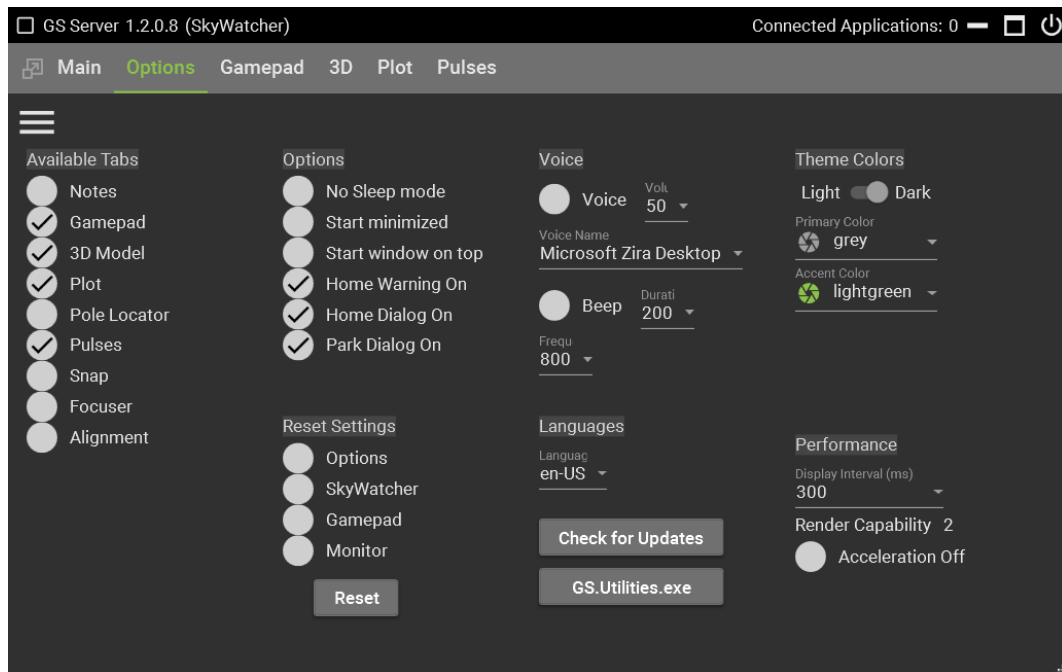 GS Server 1.2.0.8 (SkyWatcher)
Connected Applications: 0
Main Options Gamepad 3D Plot Pulses
Available Tabs
Notes
Gamepad
3D Model
Plot
Pole Locator
Pulses
Snap
Focuser
Alignment
Options
No Sleep mode
Start minimized
Start window on top
Home Warning On
Home Dialog On
Park Dialog On
Reset Settings
Options
SkyWatcher
Gamepad
Monitor
Reset
Voice
Voice
Volu
50
Voice Name
Microsoft Zira Desktop
Beep
Durati
200
Frequ
800
Languages
Languag
en-US
Check for Updates
GS.Utilities.exe
Theme Colors
Light Dark
Primary Color
grey
Accent Color
lightgreen
Performance
Display Interval (ms)
300
Render Capability 2
Acceleration Off